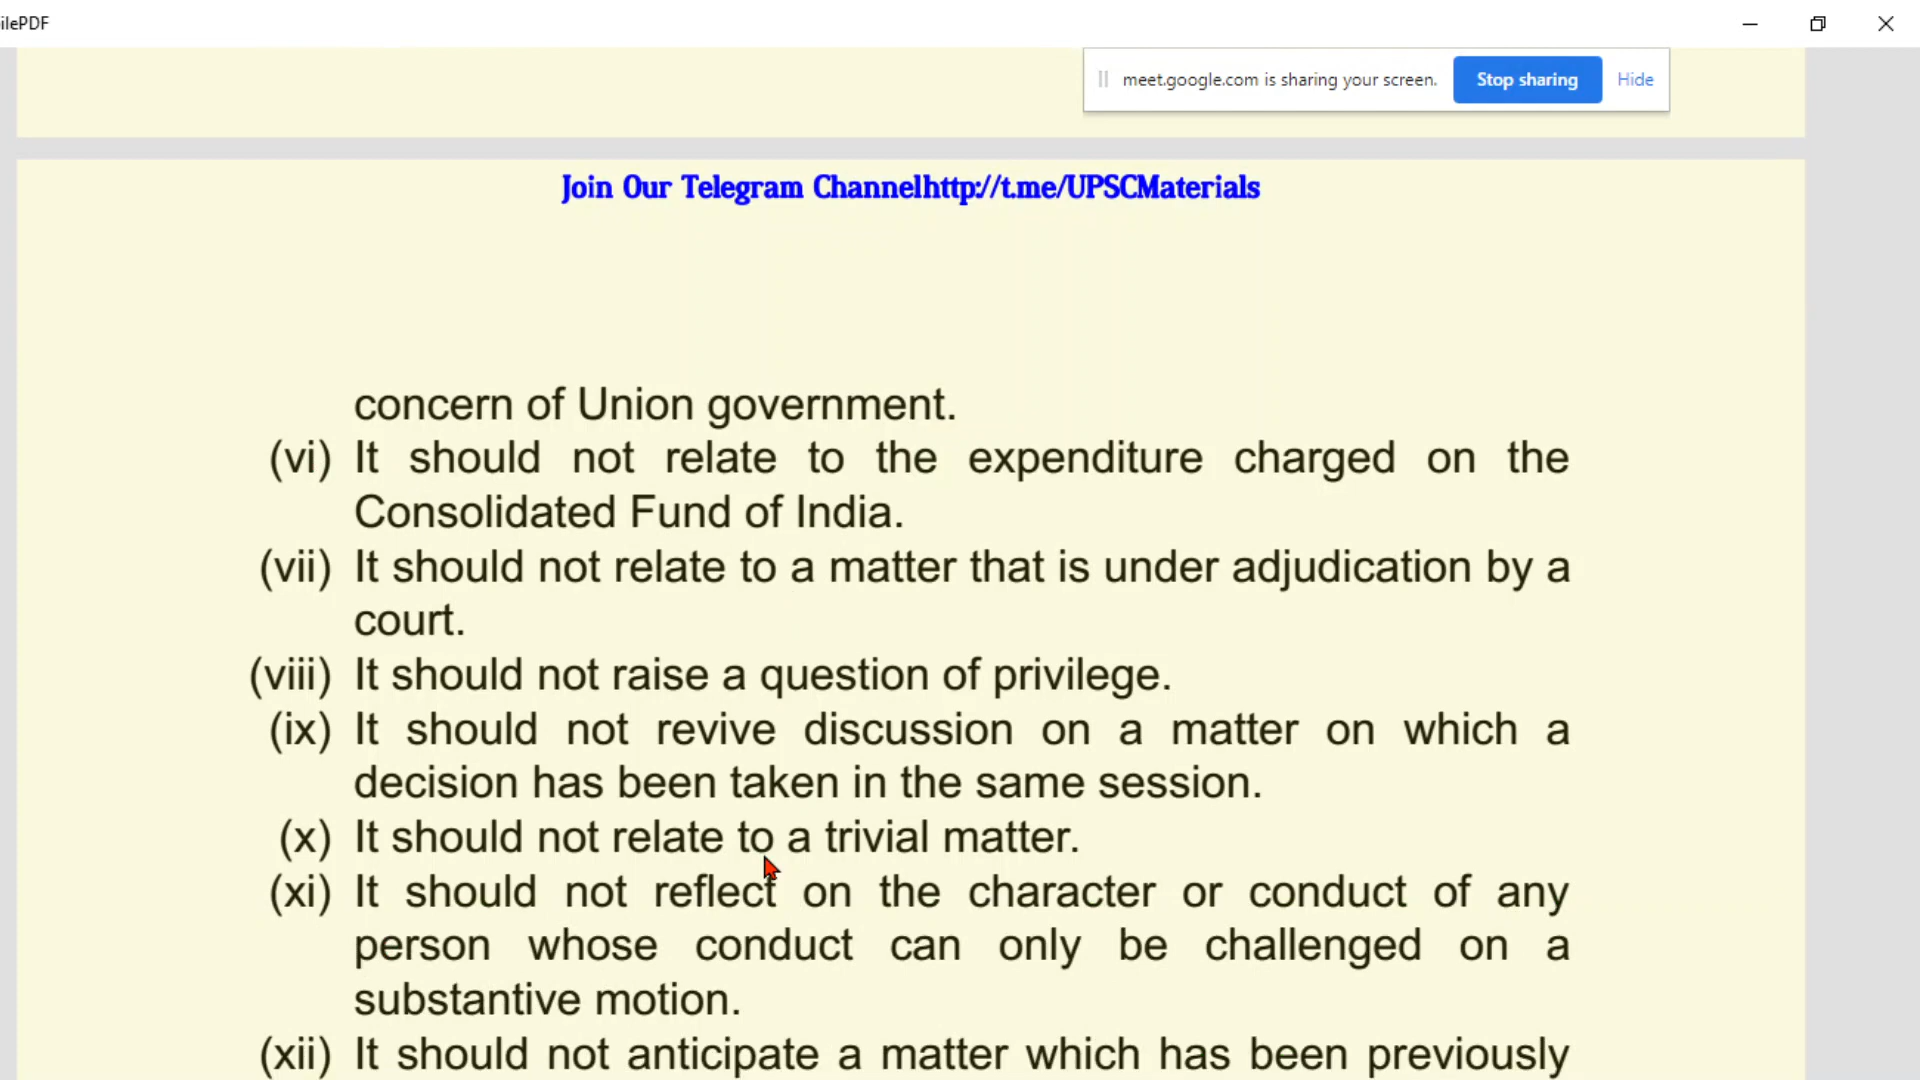 ilePDF
meet.google.com is sharing your screen.
Stop sharing
Hide
Join Our Telegram Channelhttp://t.me/UPSCMaterials
concern of Union government.
(vi) It should not relate to the expenditure charged on the
Consolidated Fund of India.
(vii) It should not relate to a matter that is under adjudication by a
court.
(viii) It should not raise a question of privilege.
(ix) It should not revive discussion on a matter on which a
decision has been taken in the same session.
(x) It should not relate to a trivial matter.
(xi) It should not reflect on the character or conduct of any
person whose conduct can only be challenged on a
substantive motion.
(xii) It should not anticipate a matter which has been previously